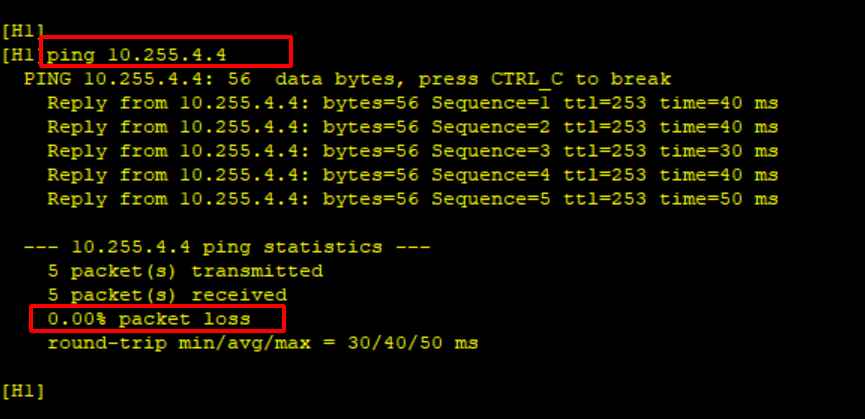 [H1]
[H1]ping 10.255.4.4
PING 10.255.4.4: 56  data bytes, press CTRL_C to break
Reply from 10.255.4.4: bytes=56 Sequence=1 ttl=253 time=40 ms
Reply from 10.255.4.4: bytes=56 Sequence=2 ttl=253 time=40 ms
Reply from 10.255.4.4: bytes=56 Sequence=3 ttl=253 time=30 ms
Reply from 10.255.4.4: bytes=56 Sequence=4 ttl=253 time=40 ms
Reply from 10.255.4.4: bytes=56 Sequence=5 ttl=253 time=50 ms
--- 10.255.4.4 ping statistics ---
5 packet(s) transmitted
5 packet(s) received
0.00% packet loss
round-trip min/avg/max = 30/40/50 ms
[H1]